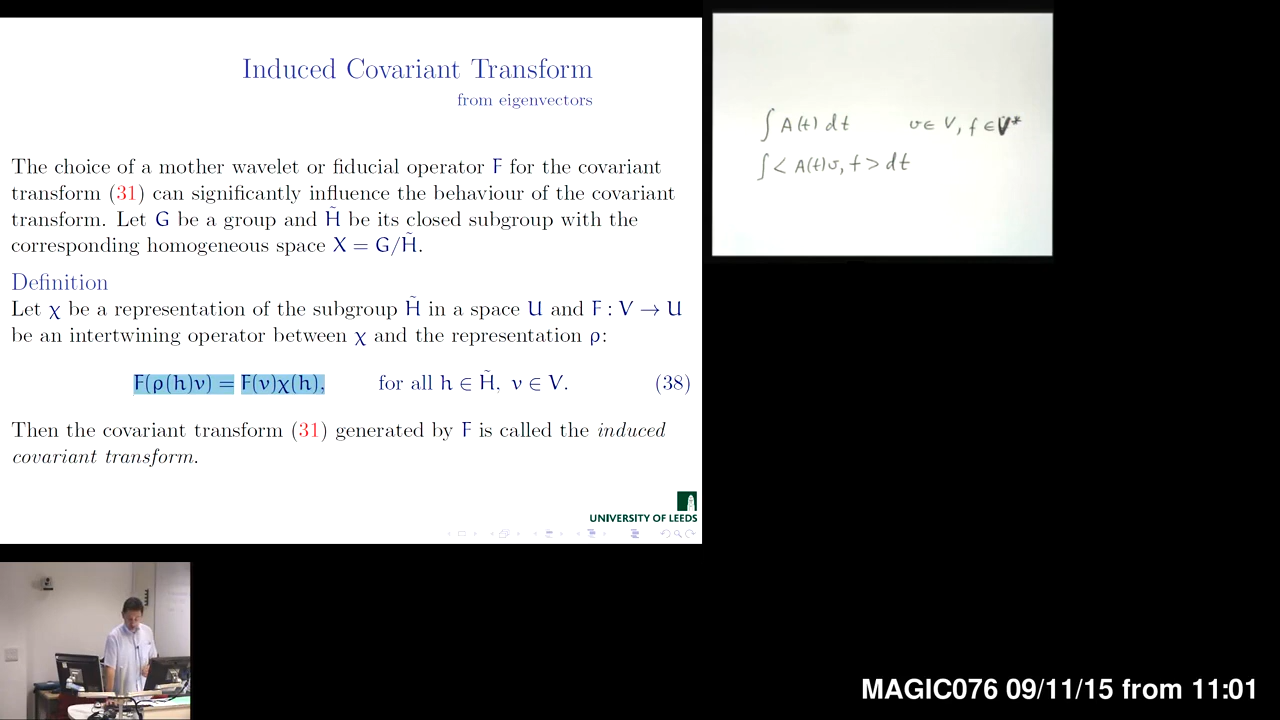 Induced Covariant Transform
from eigenvectors
The choice of a mother wavelet or fiducial operator F for the covariant
transform (31) can significantly influence the behaviour of the covariant
transform. Let G be a group and H̃ be its closed subgroup with the
corresponding homogeneous space X = G/H̃.
Definition
Let χ be a representation of the subgroup H̃ in a space U and F : V → U
be an intertwining operator between χ and the representation ρ:
F(ρ(h)v) = F(v)χ(h), for all h ∈ H̃, v ∈ V. (38)
Then the covariant transform (31) generated by F is called the induced
covariant transform.
UNIVERSITY OF LEEDS
∫ A(t) dt v ∈ V, f ∈ V*
∫ < A(t)v, f > dt
MAGIC076 09/11/15 from 11:01